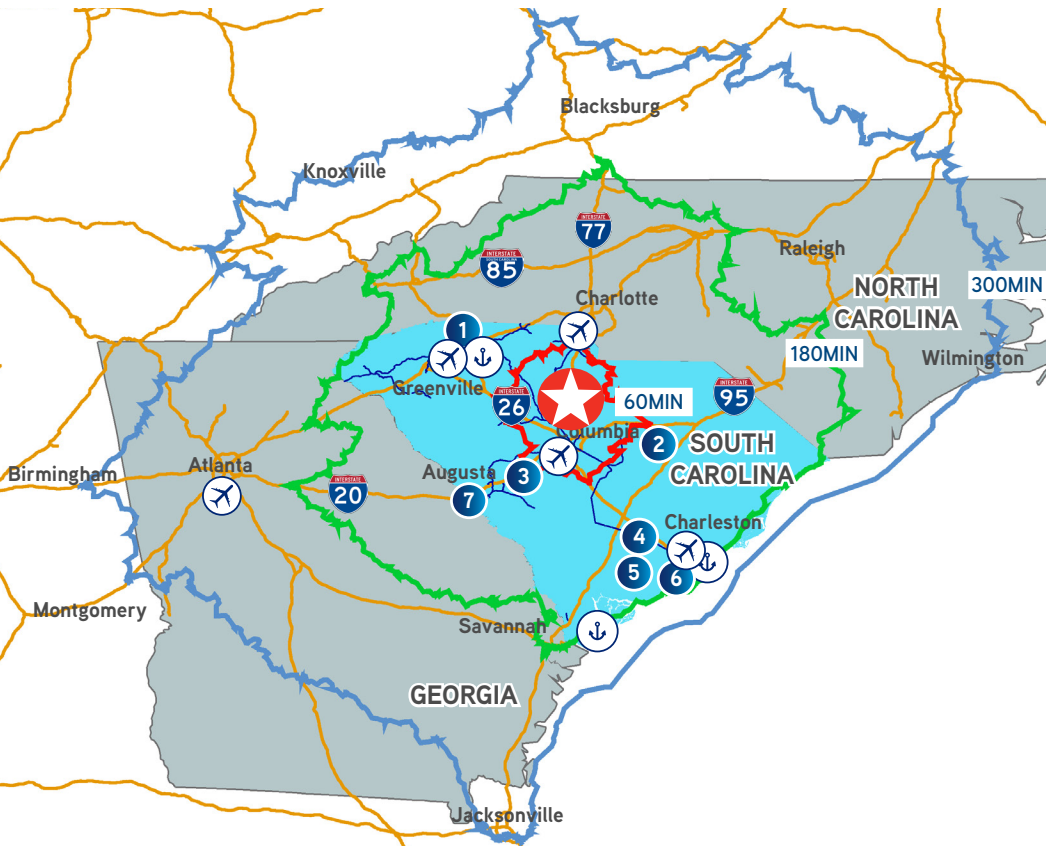 Blacksburg
Knoxville
INTERSTATE
77
Raleigh
INTERSTATE
85
NORTH
CAROLINA
300MIN
Charlotte
1
180MIN
Wilmington
Greenville
INTERSTATE
26
60MIN
INTERSTATE
95
Columbia
2
SOUTH
CAROLINA
Birmingham
Atlanta
Augusta
3
INTERSTATE
20
7
Charleston
4
5
6
Montgomery
Savannah
GEORGIA
Jacksonville